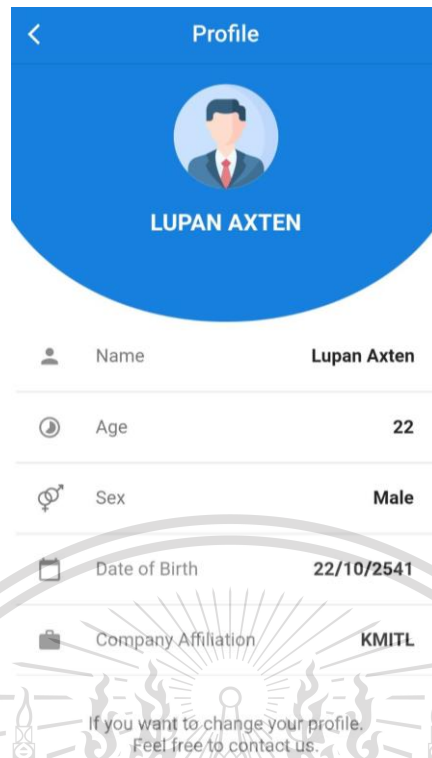 Profile
LUPAN AXTEN
Name Lupan Axten
Age 22
Sex Male
Date of Birth 22/10/2541
Company Affiliation KMITL
If you want to change your profile.
Feel free to contact us.